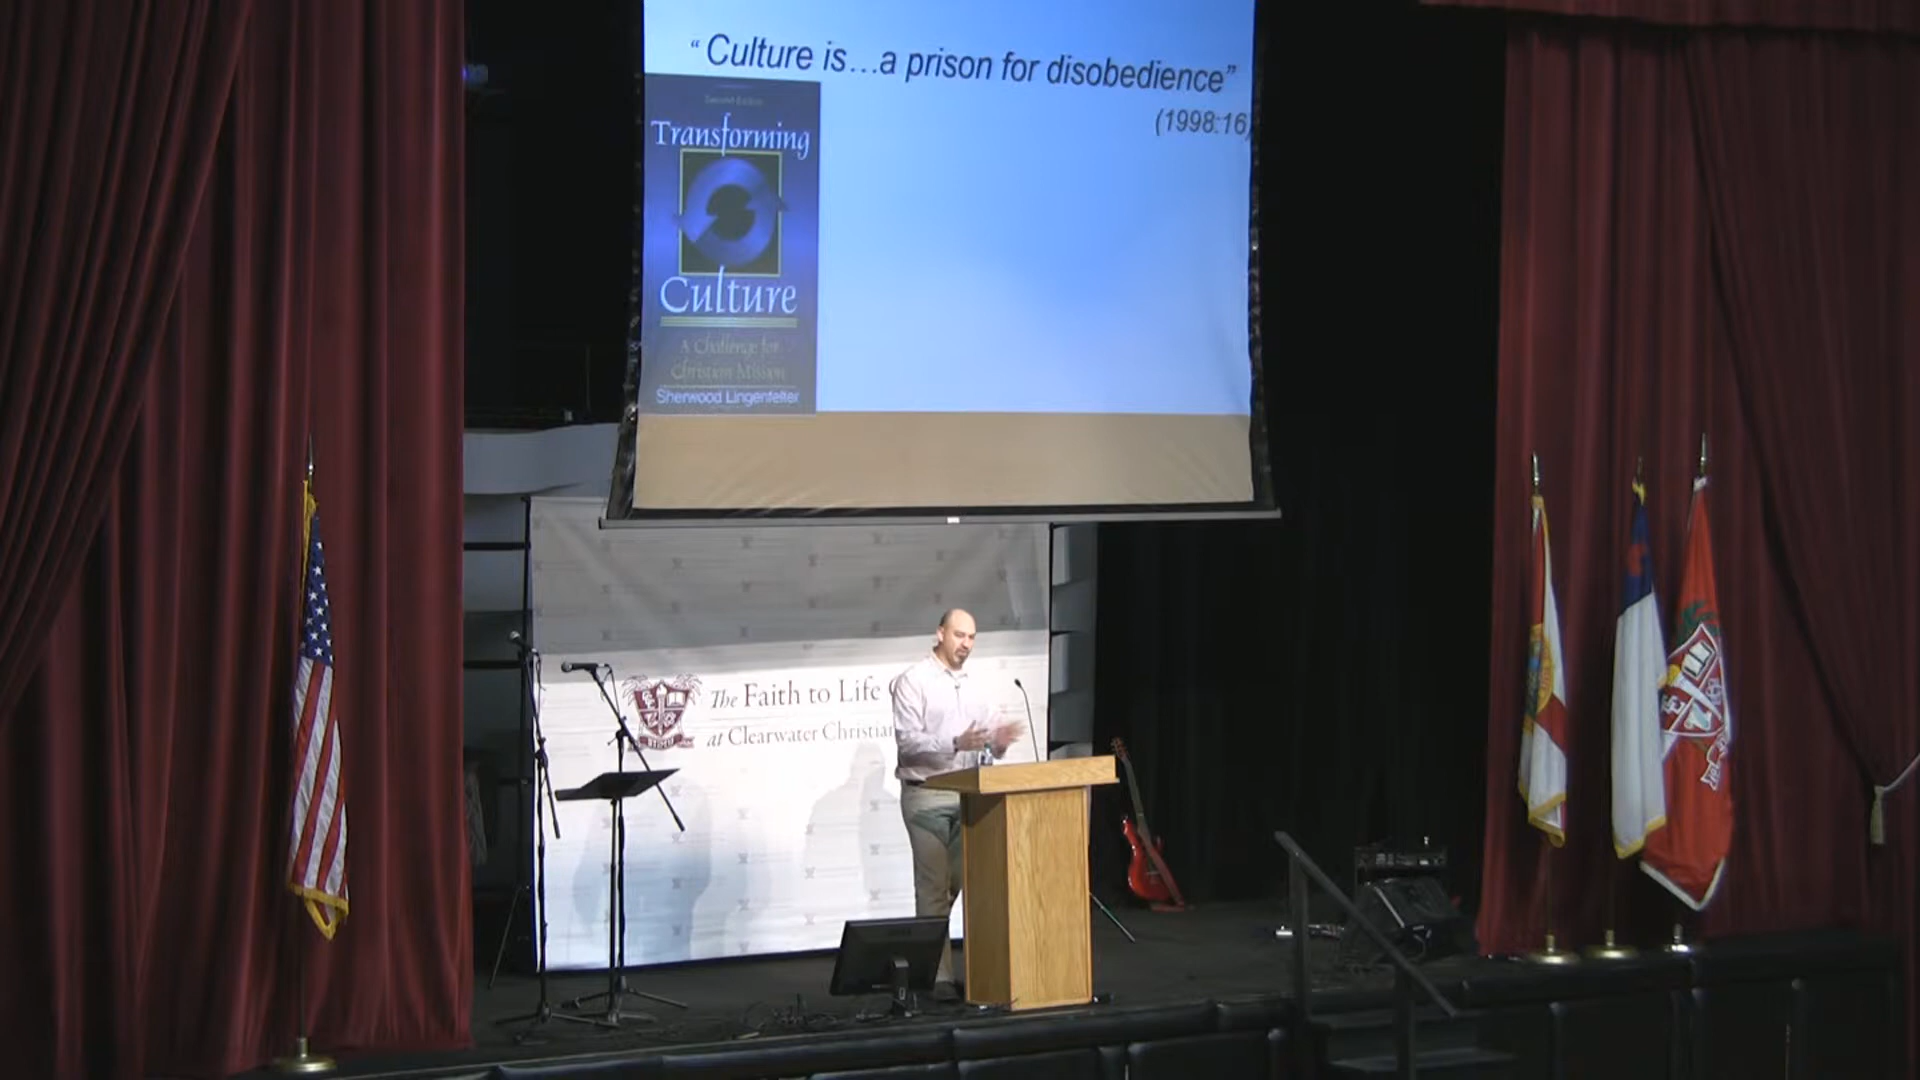 “Culture is...a prison for disobedience”
(1998:16)
Second Edition
Transforming
Culture
A Challenge for
Christian Mission
Sherwood Lingenfelter
The Faith to Life
at Clearwater Christian